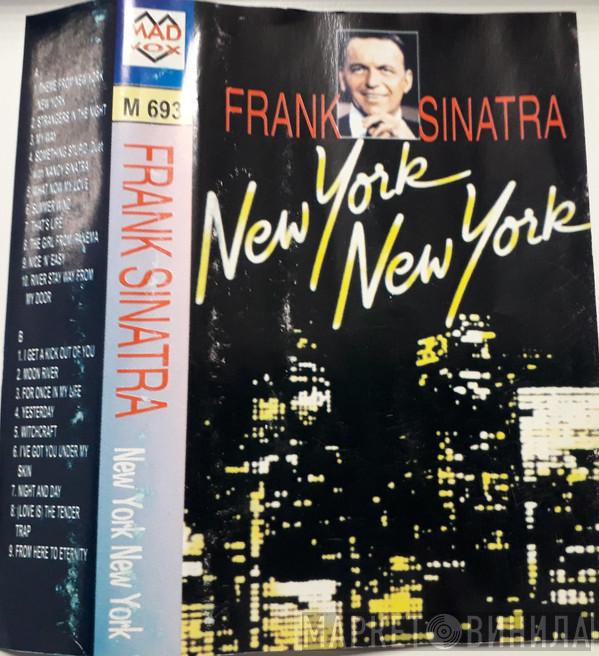 A
1. THEME FROM NEW YORK
NEW YORK
2. STRANGERS IN THE NIGHT
3. MY WAY
4. SOMETHING STUPID, Duet
with NANCY SINATRA
5. WHAT NOW MY LOVE
6. SUMMER WIND
7. THAT'S LIFE
8. THE GIRL FROM IPANEMA
9. NICE 'N' EASY
10. RIVER STAY WAY FROM
MY DOOR
B
1. I GET A KICK OUT OF YOU
2. MOON RIVER
3. FOR ONCE IN MY LIFE
4. YESTERDAY
5. WITCHCRAFT
6. I'VE GOT YOU UNDER MY
SKIN
7. NIGHT AND DAY
8. (LOVE IS) THE TENDER
TRAP
9. FROM HERE TO ETERNITY
MAD
VOX
M 693
FRANK SINATRA
New York New York
FRANK SINATRA
New York
New York
МАРКЕТ ВИНИЛА